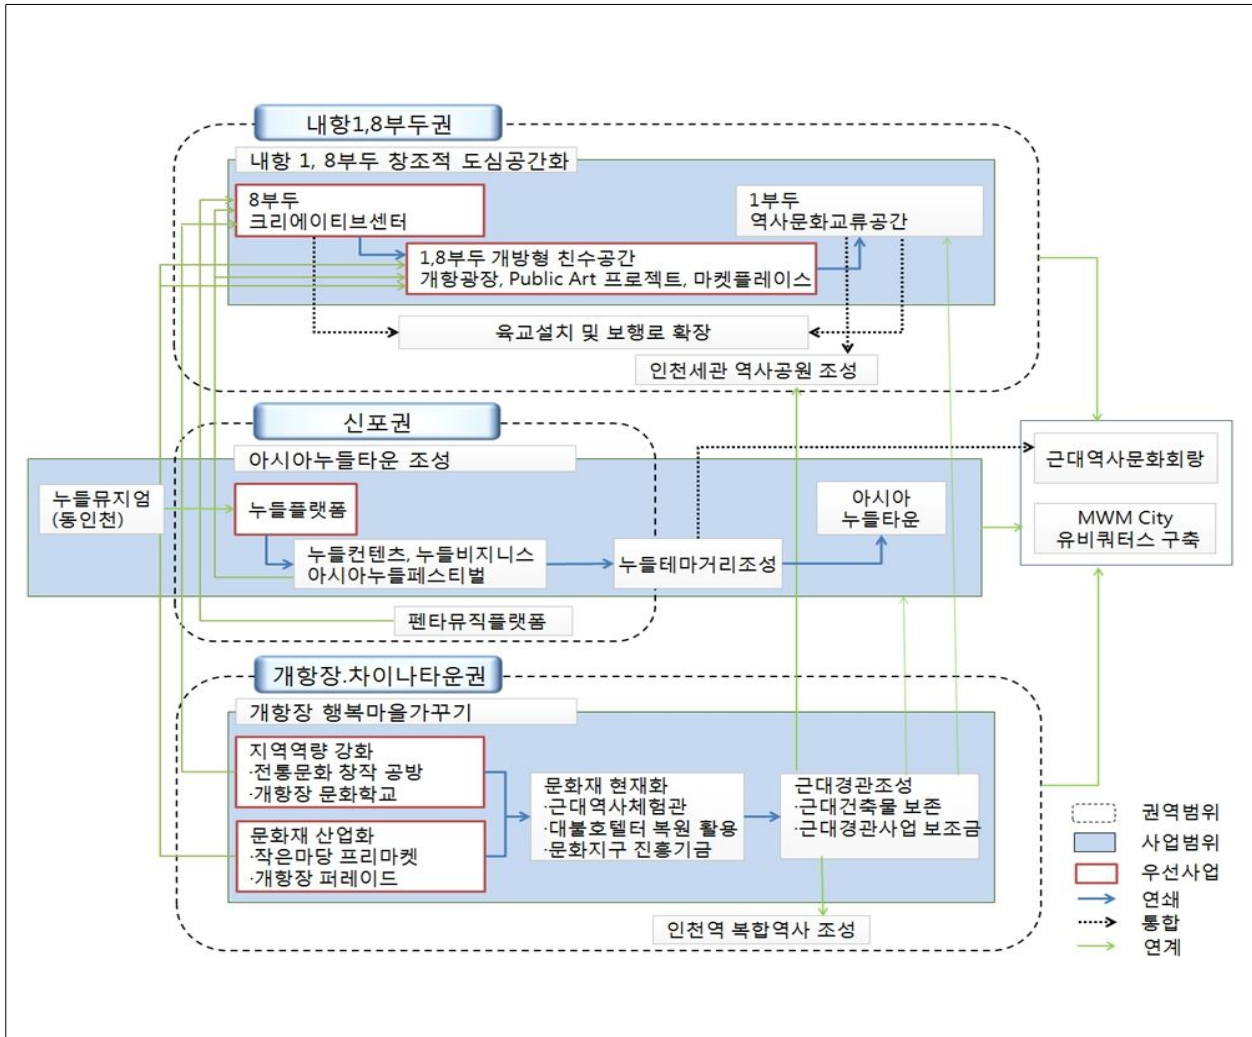 내항1,8부두권
내항 1, 8부두 창조적 도심공간화
8부두
크리에이티브센터
1부두
역사문화교류공간
1,8부두 개방형 친수공간
개항광장, Public Art 프로젝트, 마켓플레이스
육교설치 및 보행로 확장
인천세관 역사공원 조성
신포권
아시아누들타운 조성
누들뮤지엄
(동인천)
누들플랫폼
누들컨텐츠, 누들비지니스
아시아누들페스티벌
누들테마거리조성
아시아
누들타운
펜타뮤직플랫폼
근대역사문화회랑
MWM City
유비쿼터스 구축
개항장.차이나타운권
개항장 행복마을가꾸기
지역역량 강화
·전통문화 창작 공방
·개항장 문화학교
문화재 산업화
·작은마당 프리마켓
·개항장 퍼레이드
문화재 현재화
·근대역사체험관
·대불호텔터 복원 활용
·문화지구 진흥기금
근대경관조성
·근대건축물 보존
·근대경관사업 보조금
인천역 복합역사 조성
권역범위
사업범위
우선사업
연쇄
통합
연계